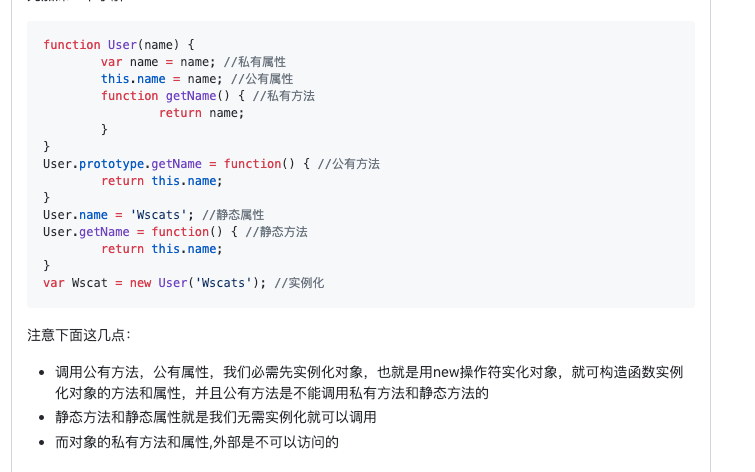 function User(name) {
var name = name; //私有属性
this.name = name; //公有属性
function getName() { //私有方法
return name;
}
}
User.prototype.getName = function() { //公有方法
return this.name;
}
User.name = 'Wscats'; //静态属性
User.getName = function() { //静态方法
return this.name;
}
var Wscat = new User('Wscats'); //实例化
注意下面这几点：
调用公有方法，公有属性，我们必需先实例化对象，也就是用new操作符实化对象，就可构造函数实例
化对象的方法和属性，并且公有方法是不能调用私有方法和静态方法的
静态方法和静态属性就是我们无需实例化就可以调用
而对象的私有方法和属性,外部是不可以访问的